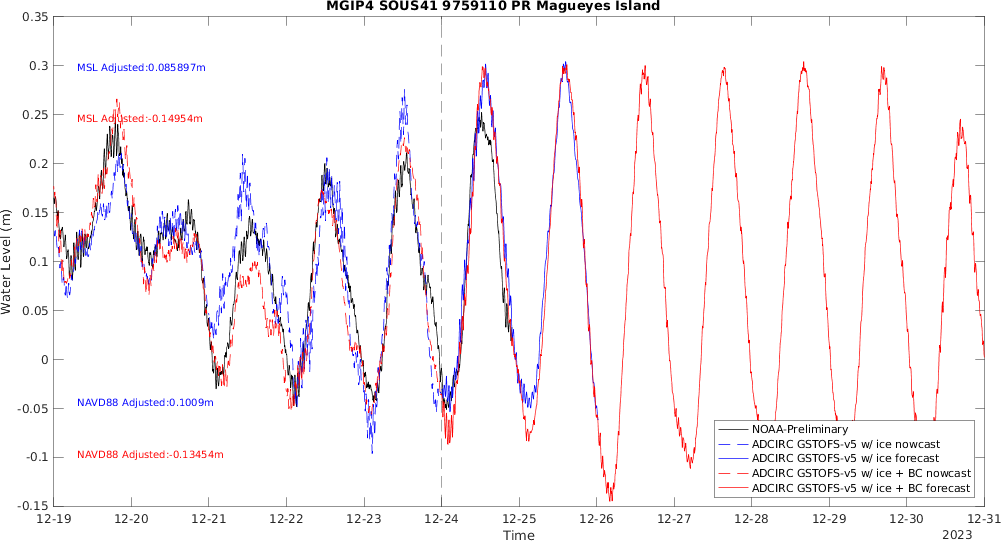 MGIP4 SOUS41 9759110 PR Magueyes Island
0.35
0.3
0.25
0.2
0.15
0.1
0.05
0
-0.05
-0.1
-0.15
Water Level (m)
MSL Adjusted:0.085897m
MSL Adjusted:-0.14954m
NAVD88 Adjusted:0.1009m
NAVD88 Adjusted:-0.13454m
NOAA-Preliminary
ADCIRC GSTOFS-v5 w/ ice nowcast
ADCIRC GSTOFS-v5 w/ ice forecast
ADCIRC GSTOFS-v5 w/ ice + BC nowcast
ADCIRC GSTOFS-v5 w/ ice + BC forecast
12-19 12-20 12-21 12-22 12-23 12-24 12-25 12-26 12-27 12-28 12-29 12-30 12-31
Time
2023